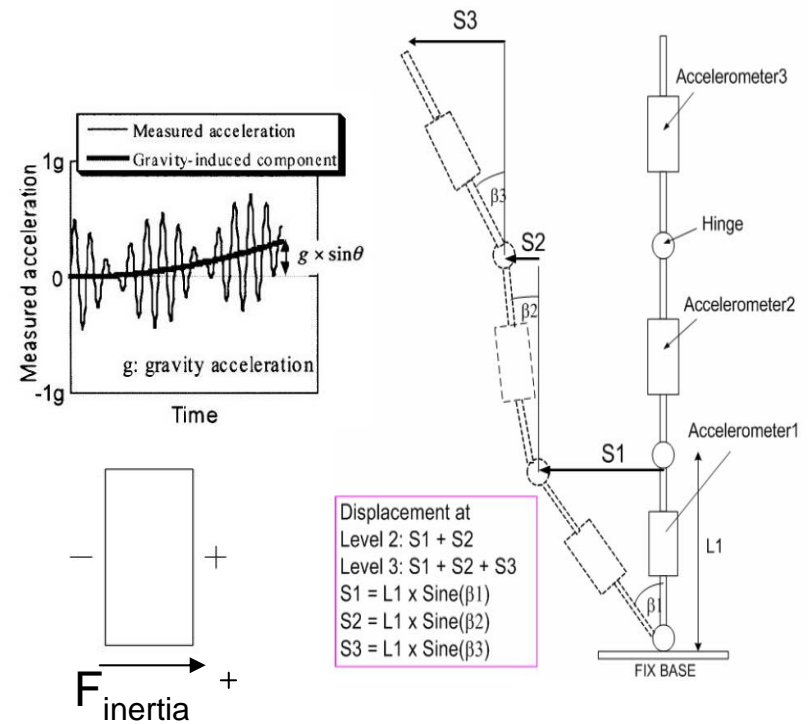 Measured acceleration
Gravity-induced component
1g
0
-1g
Measured acceleration
g × sinθ
g: gravity acceleration
Time
S3
Accelerometer3
β3
Hinge
S2
β2
Accelerometer2
Accelerometer1
S1
L1
β1
FIX BASE
Displacement at
Level 2: S1 + S2
Level 3: S1 + S2 + S3
S1 = L1 x Sine(β1)
S2 = L1 x Sine(β2)
S3 = L1 x Sine(β3)
− +
F inertia +